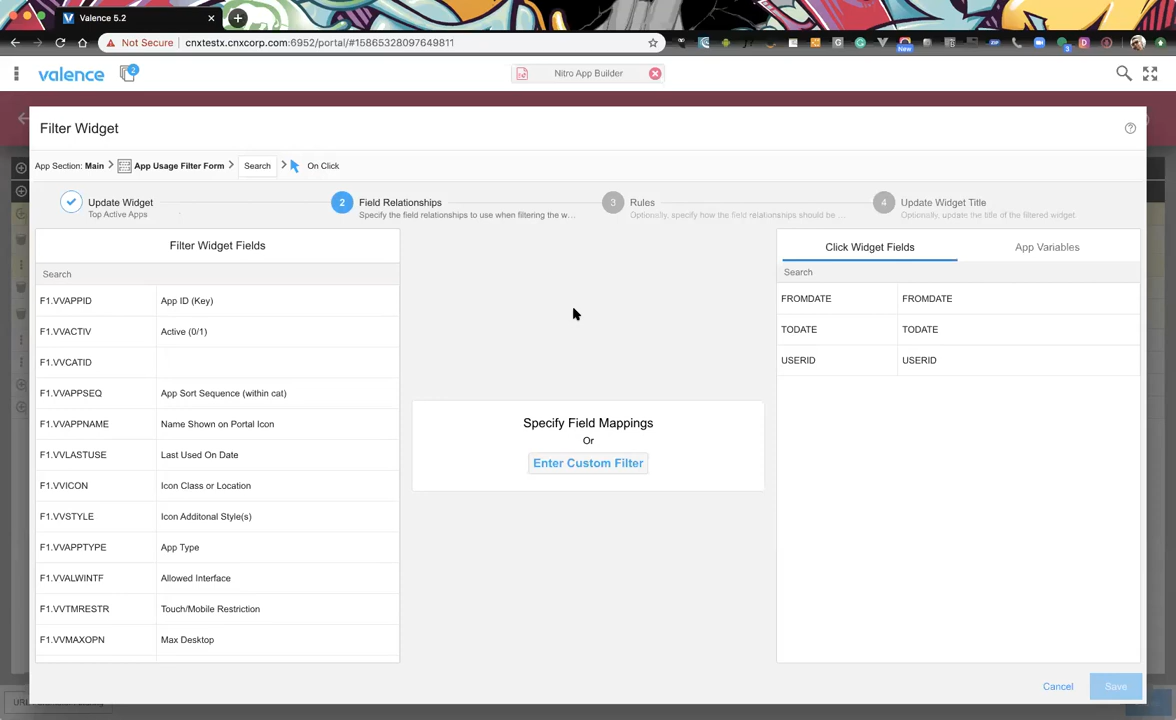 Valence 5.2
Not Secure | cnxtestx.cnxcorp.com:6952/portal/#15865328097649811
New
valence 2
Nitro App Builder
Filter Widget
App Section: Main > App Usage Filter Form > Search > On Click
Update Widget
Top Active Apps
2 Field Relationships
Specify the field relationships to use when filtering the w...
3 Rules
Optionally, specify how the field relationships should be ...
4 Update Widget Title
Optionally, update the title of the filtered widget
Filter Widget Fields
Search
F1.VVAPPID App ID (Key)
F1.VVACTIV Active (0/1)
F1.VVCATID
F1.VVAPPSEQ App Sort Sequence (within cat)
F1.VVAPPNAME Name Shown on Portal Icon
F1.VVLASTUSE Last Used On Date
F1.VVICON Icon Class or Location
F1.VVSTYLE Icon Additonal Style(s)
F1.VVAPPTYPE App Type
F1.VVALWINTF Allowed Interface
F1.VVTMRESTR Touch/Mobile Restriction
F1.VVMAXOPN Max Desktop
Specify Field Mappings
Or
Enter Custom Filter
Click Widget Fields App Variables
Search
FROMDATE FROMDATE
TODATE TODATE
USERID USERID
Cancel Save